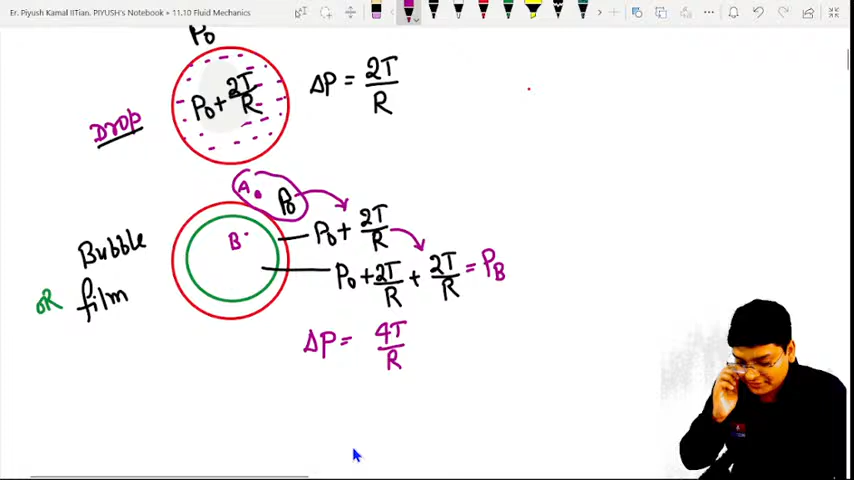 Er. Piyush Kamal IITian. PIYUSH's Notebook » 11.10 Fluid Mechanics
P0
P0 + 2T/R
ΔP = 2T/R
DROP
A
P0
B
P0 + 2T/R
Bubble
P0 + 2T/R + 2T/R = PB
OR film
ΔP = 4T/R